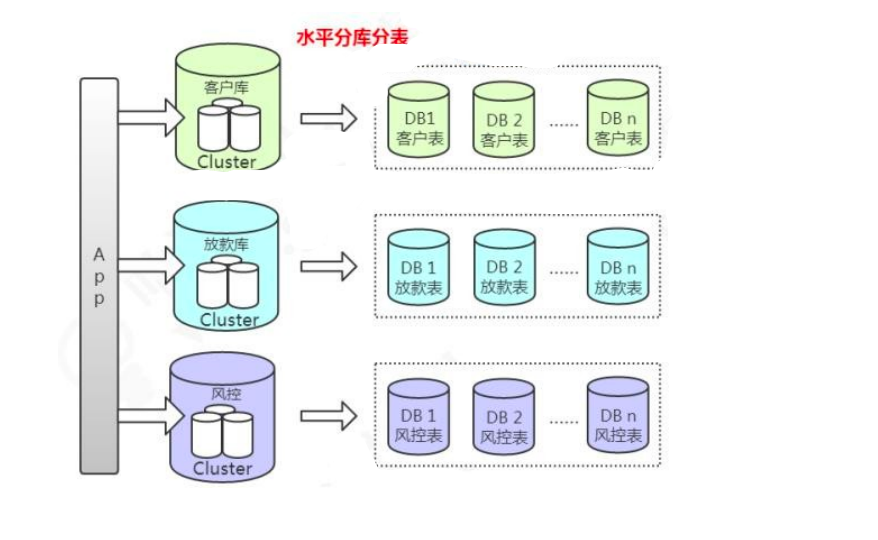 水平分库分表
客户库
Cluster
DB1
客户表
DB 2
客户表
......
DB n
客户表
App
放款库
Cluster
DB 1
放款表
DB 2
放款表
......
DB n
放款表
风控
Cluster
DB 1
风控表
DB 2
风控表
......
DB n
风控表